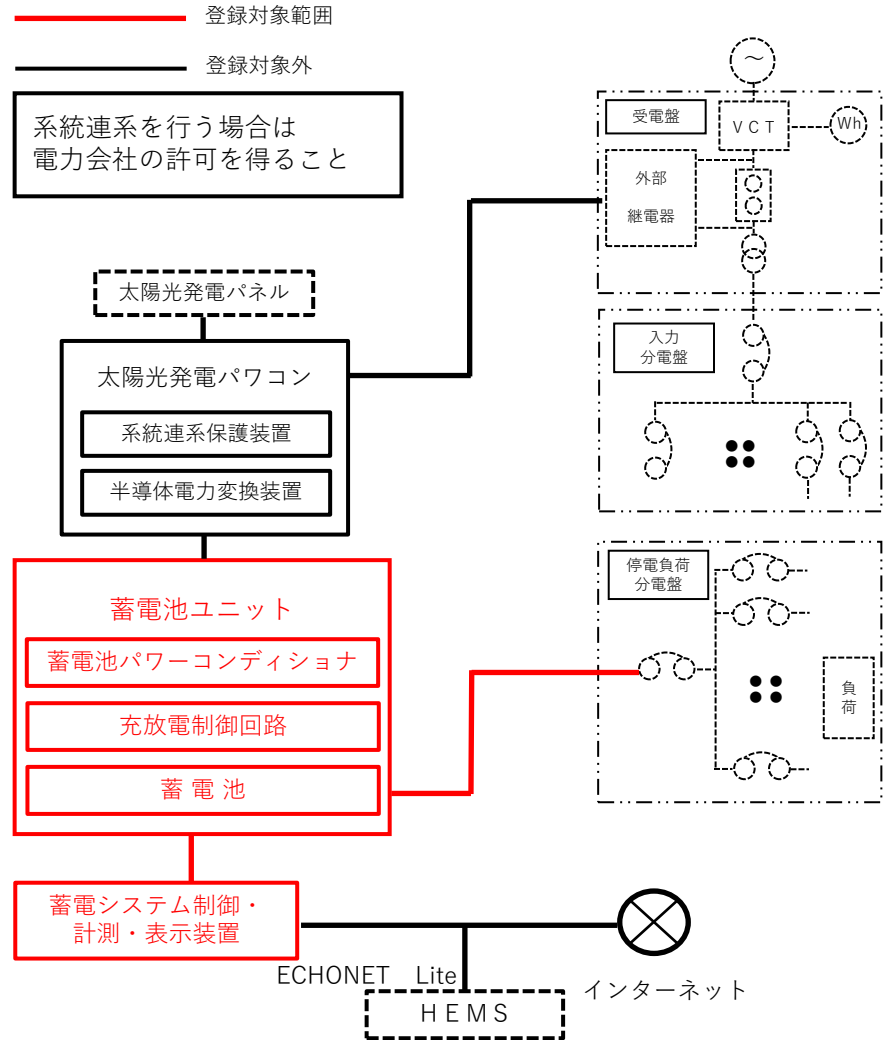 登録対象範囲
登録対象外
系統連系を行う場合は
電力会社の許可を得ること
～
受電盤
ＶＣＴ
Wh
外部
継電器
太陽光発電パネル
太陽光発電パワコン
系統連系保護装置
半導体電力変換装置
入力
分電盤
停電負荷
分電盤
負
荷
蓄電池ユニット
蓄電池パワーコンディショナ
充放電制御回路
蓄 電 池
蓄電システム制御・
計測・表示装置
ECHONET　Lite
ＨＥＭＳ
インターネット